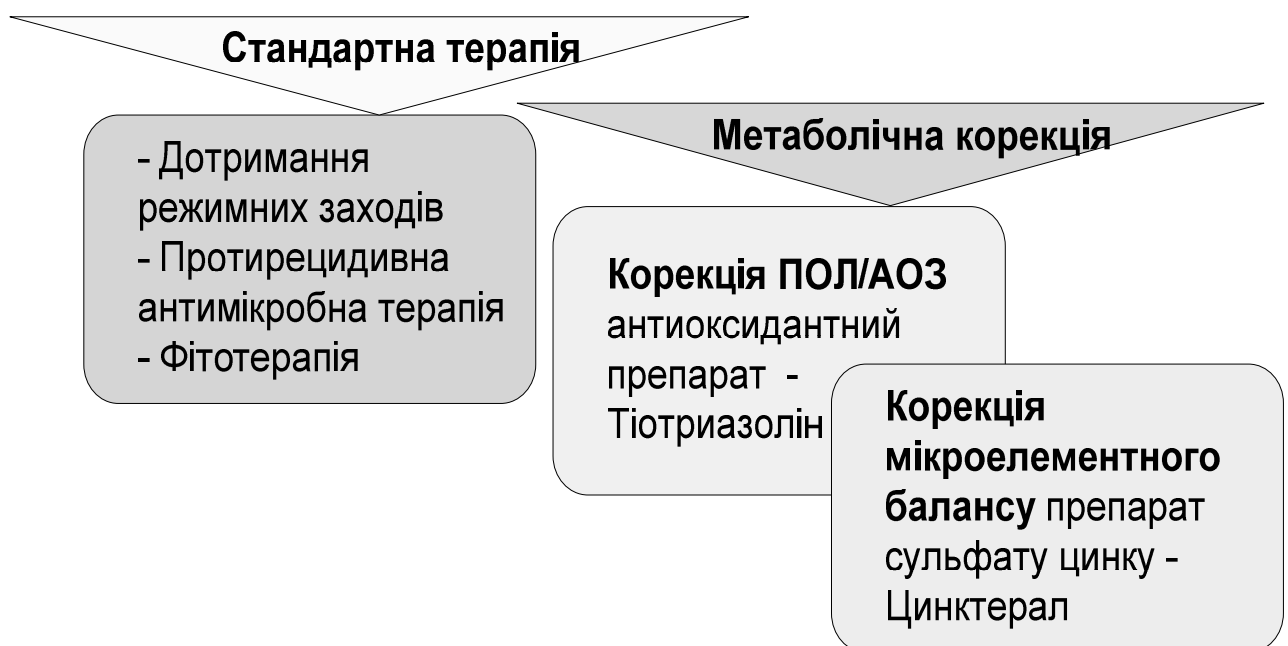 Стандартна терапія
- Дотримання
режимних заходів
- Протирецидивна
антимікробна терапія
- Фітотерапія
Метаболічна корекція
Корекція ПОЛ/АОЗ
антиоксидантний
препарат -
Тіотриазолін
Корекція
мікроелементного
балансу препарат
сульфату цинку -
Цинктерал